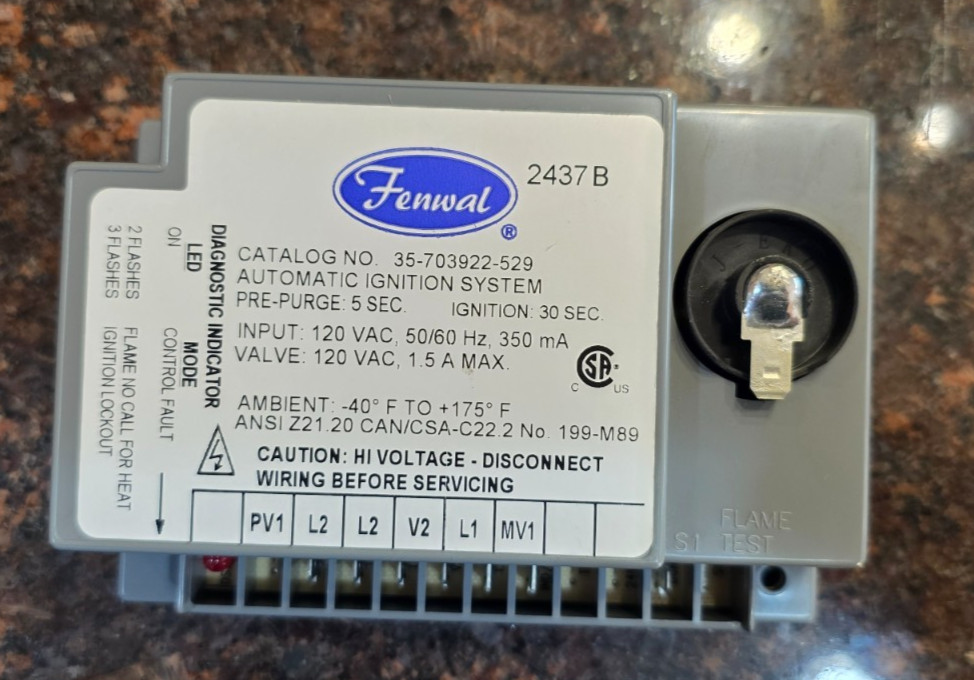 Fenwal ®
2437 B
CATALOG NO. 35-703922-529
AUTOMATIC IGNITION SYSTEM
PRE-PURGE: 5 SEC. IGNITION: 30 SEC.
INPUT: 120 VAC, 50/60 Hz, 350 mA
VALVE: 120 VAC, 1.5 A MAX.
C SA US
AMBIENT: -40° F TO +175° F
ANSI Z21.20 CAN/CSA-C22.2 No. 199-M89
CAUTION: HI VOLTAGE - DISCONNECT
WIRING BEFORE SERVICING
PV1 L2 L2 V2 L1 MV1
DIAGNOSTIC INDICATOR
LED MODE
ON CONTROL FAULT
2 FLASHES FLAME NO CALL FOR HEAT
3 FLASHES IGNITION LOCKOUT
FLAME
S1 TEST